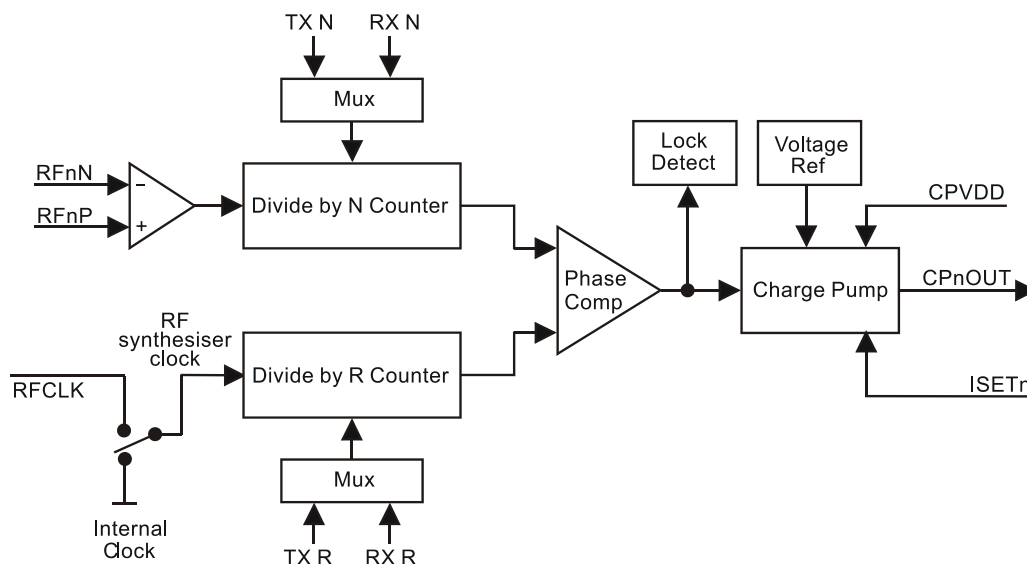 TX N
RX N
Mux
RFnN
−
Divide by N Counter
RFnP
+
Lock
Detect
Voltage
Ref
CPVDD
Phase
Comp
Charge Pump
CPnOUT
RF
synthesiser
clock
Divide by R Counter
RFCLK
ISETn
Mux
Internal
Clock
TX R
RX R